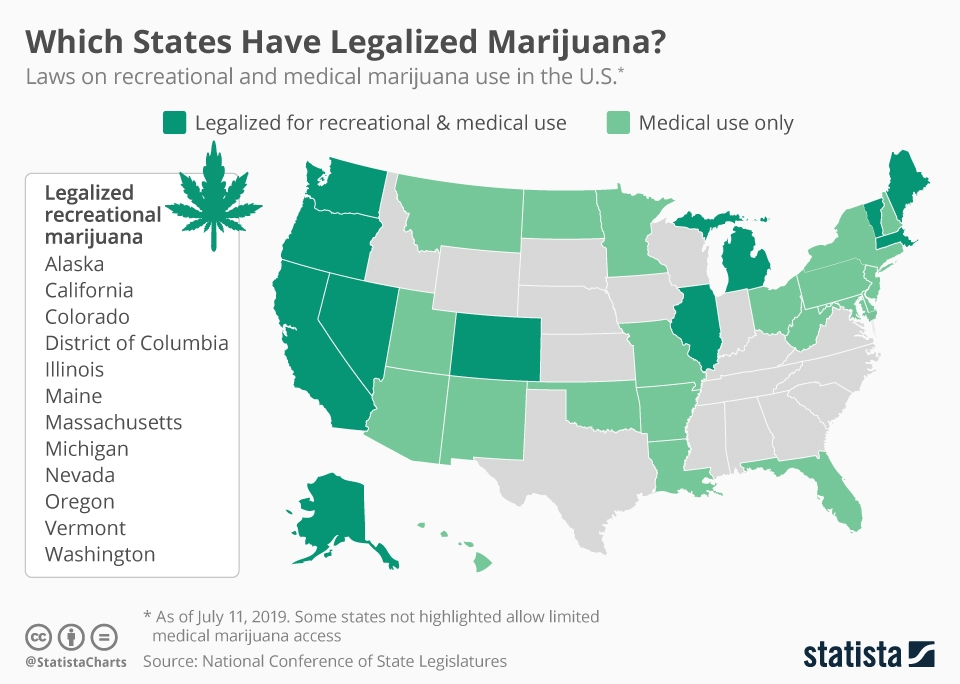 Which States Have Legalized Marijuana?
Laws on recreational and medical marijuana use in the U.S.*
Legalized for recreational & medical use
Medical use only
Legalized
recreational
marijuana
Alaska
California
Colorado
District of Columbia
Illinois
Maine
Massachusetts
Michigan
Nevada
Oregon
Vermont
Washington
* As of July 11, 2019. Some states not highlighted allow limited
medical marijuana access
cc
@StatistaCharts
Source: National Conference of State Legislatures
statista